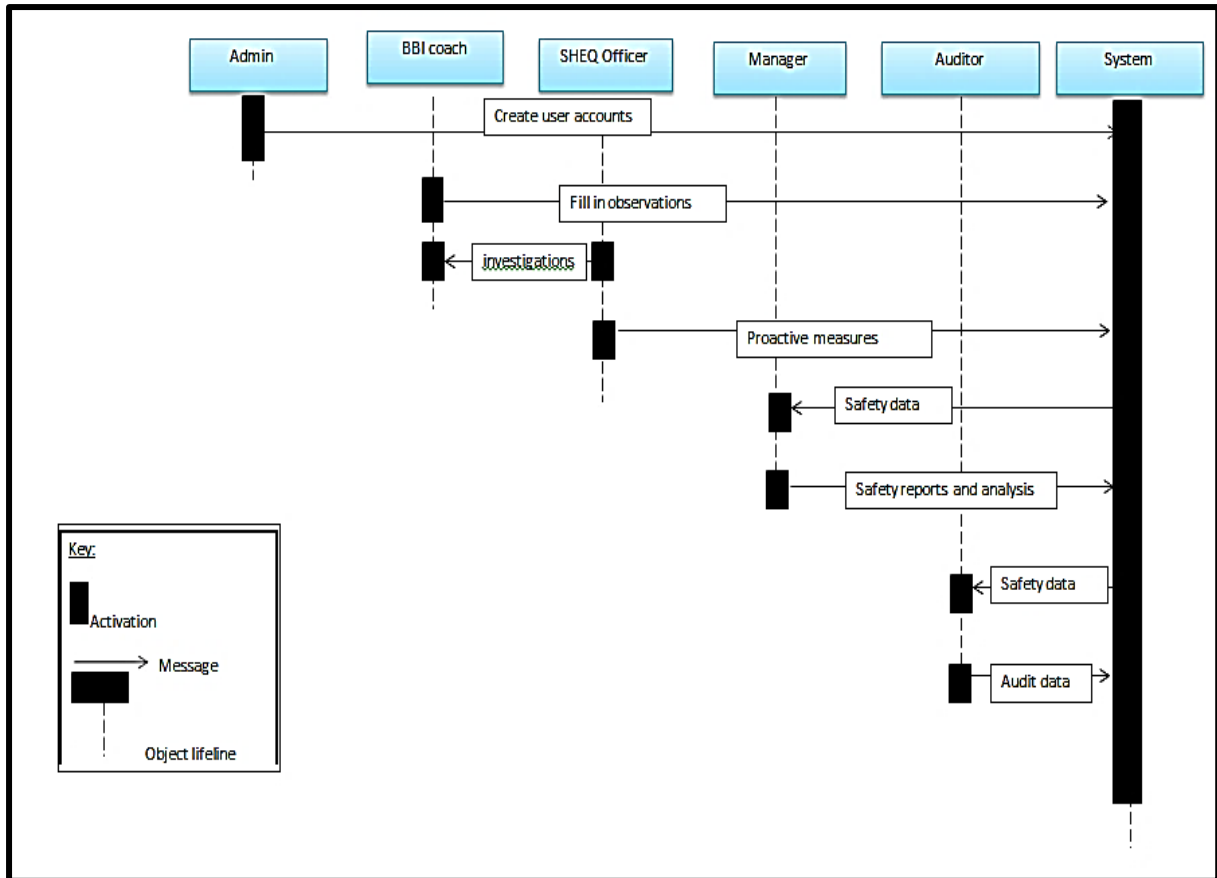 Admin
BBI coach
SHEQ Officer
Manager
Auditor
System
Create user accounts
Fill in observations
investigations
Proactive measures
Safety data
Safety reports and analysis
Safety data
Audit data
Key:
Activation
Message
Object lifeline